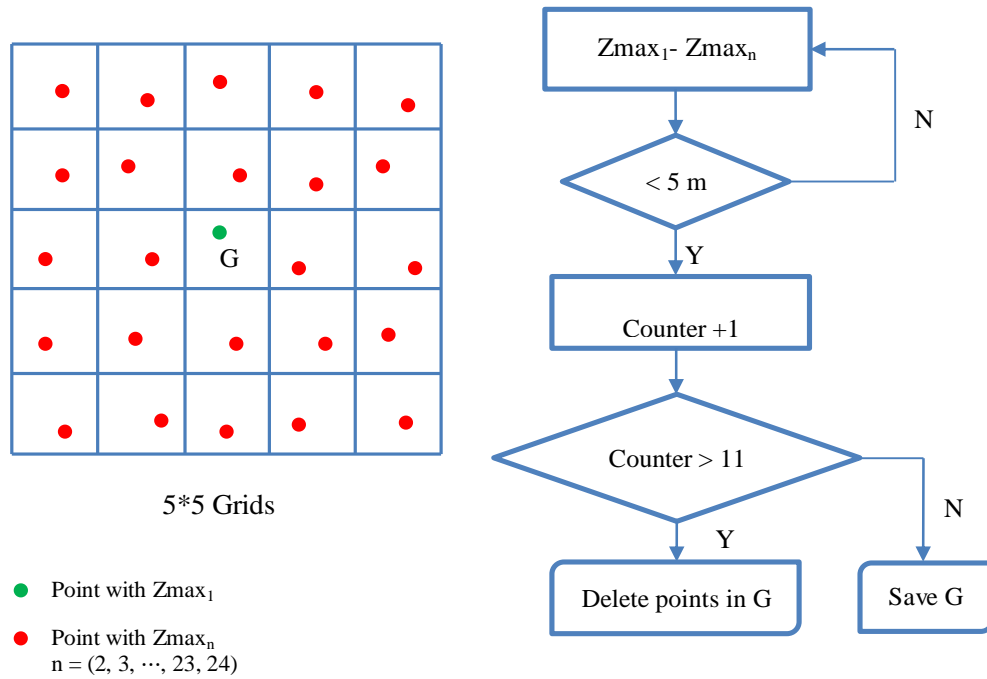 G
5*5 Grids
Point with Zmax₁
Point with Zmaxₙ
n = (2, 3, ⋯, 23, 24)
Zmax₁- Zmaxₙ
N
< 5 m
Y
Counter +1
Counter > 11
N
Y
Delete points in G
Save G